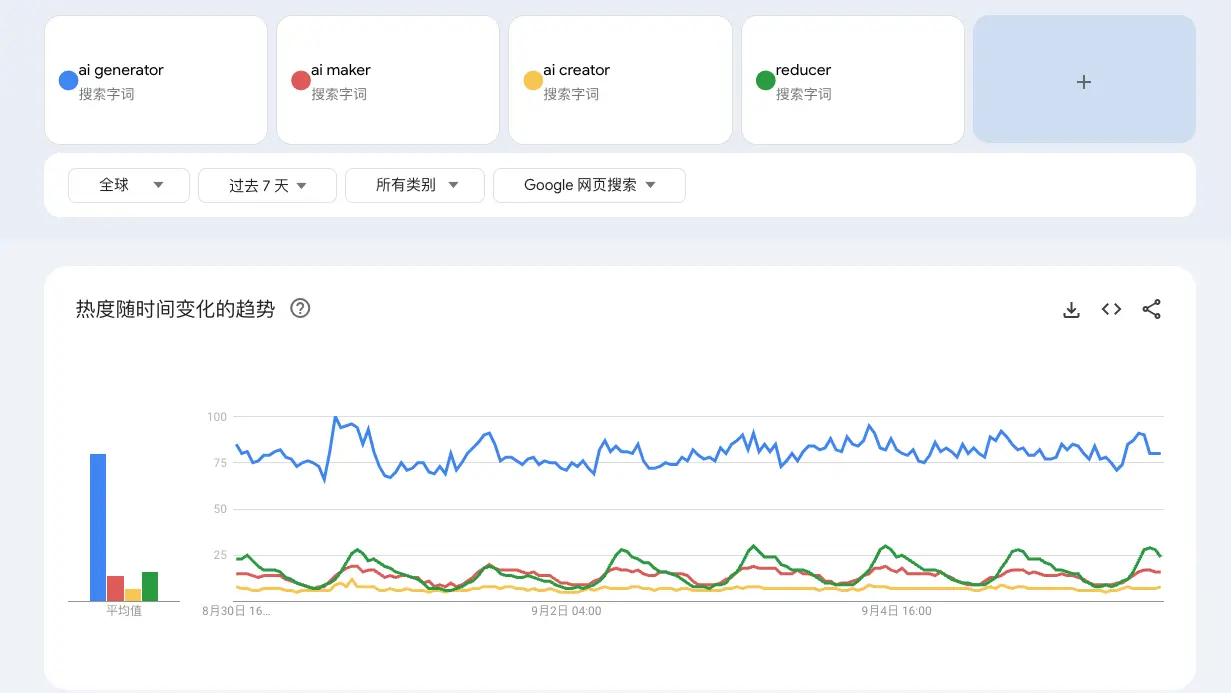 ai generator
搜索字词
ai maker
搜索字词
ai creator
搜索字词
reducer
搜索字词
+
全球
过去 7 天
所有类别
Google 网页搜索
热度随时间变化的趋势
?
100
75
50
25
平均值
8月30日 16...
9月2日 04:00
9月4日 16:00